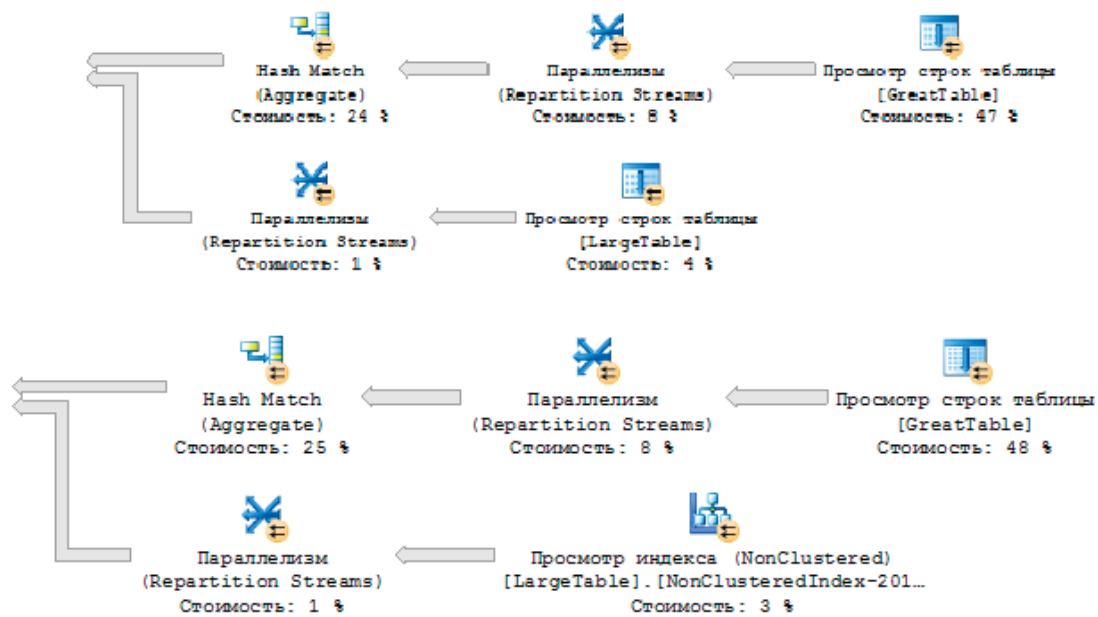 Hash Match
(Aggregate)
Стоимость: 24 %
Параллелизм
(Repartition Streams)
Стоимость: 8 %
Просмотр строк таблицы
[GreatTable]
Стоимость: 47 %
Параллелизм
(Repartition Streams)
Стоимость: 1 %
Просмотр строк таблицы
[LargeTable]
Стоимость: 4 %
Hash Match
(Aggregate)
Стоимость: 25 %
Параллелизм
(Repartition Streams)
Стоимость: 8 %
Просмотр строк таблицы
[GreatTable]
Стоимость: 48 %
Параллелизм
(Repartition Streams)
Стоимость: 1 %
Просмотр индекса (NonClustered)
[LargeTable].[NonClusteredIndex-201…
Стоимость: 3 %